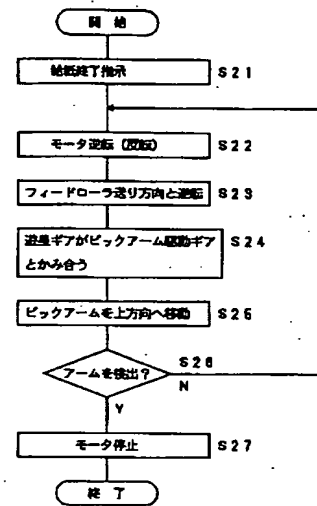 開 始
給紙終了指示 S21
モータ逆転 (反転) S22
フィードローラ送り方向と逆転 S23
遊星ギアがピックアーム駆動ギア S24
とかみ合う
ピックアームを上方向へ移動 S25
アームを検出? S26
N
Y
モータ停止 S27
終 了